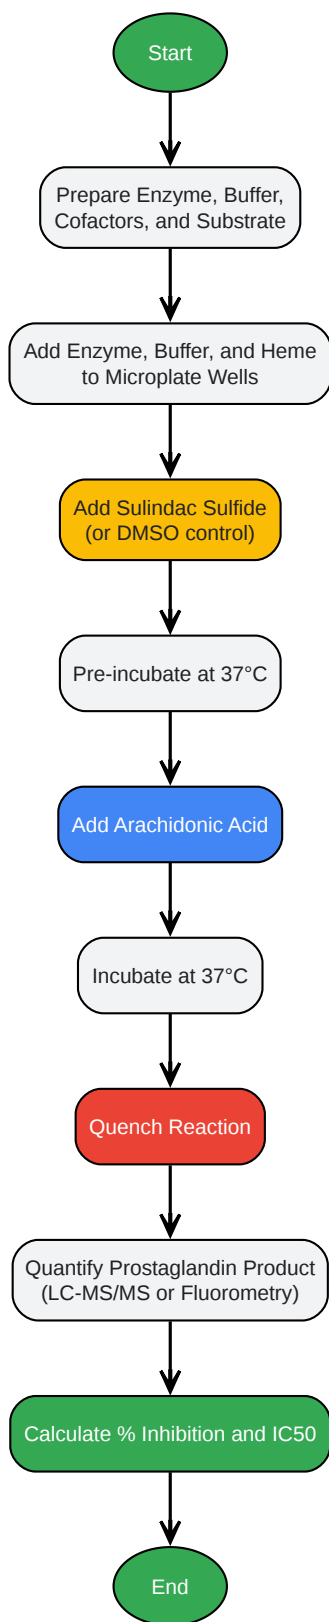 Start
Prepare Enzyme, Buffer,
Cofactors, and Substrate
Add Enzyme, Buffer, and Heme
to Microplate Wells
Add Sulindac Sulfide
(or DMSO control)
Pre-incubate at 37°C
Add Arachidonic Acid
Incubate at 37°C
Quench Reaction
Quantify Prostaglandin Product
(LC-MS/MS or Fluorometry)
Calculate % Inhibition and IC50
End